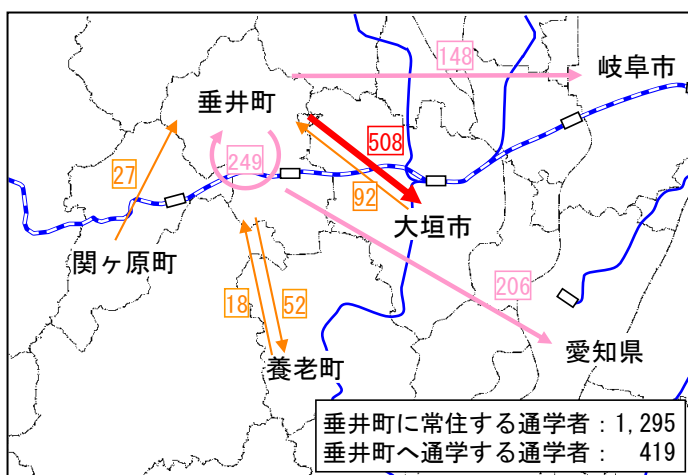 148
岐阜市
垂井町
508
249
27
92
大垣市
関ヶ原町
206
18
52
愛知県
養老町
垂井町に常住する通学者：1,295
垂井町へ通学する通学者：　419